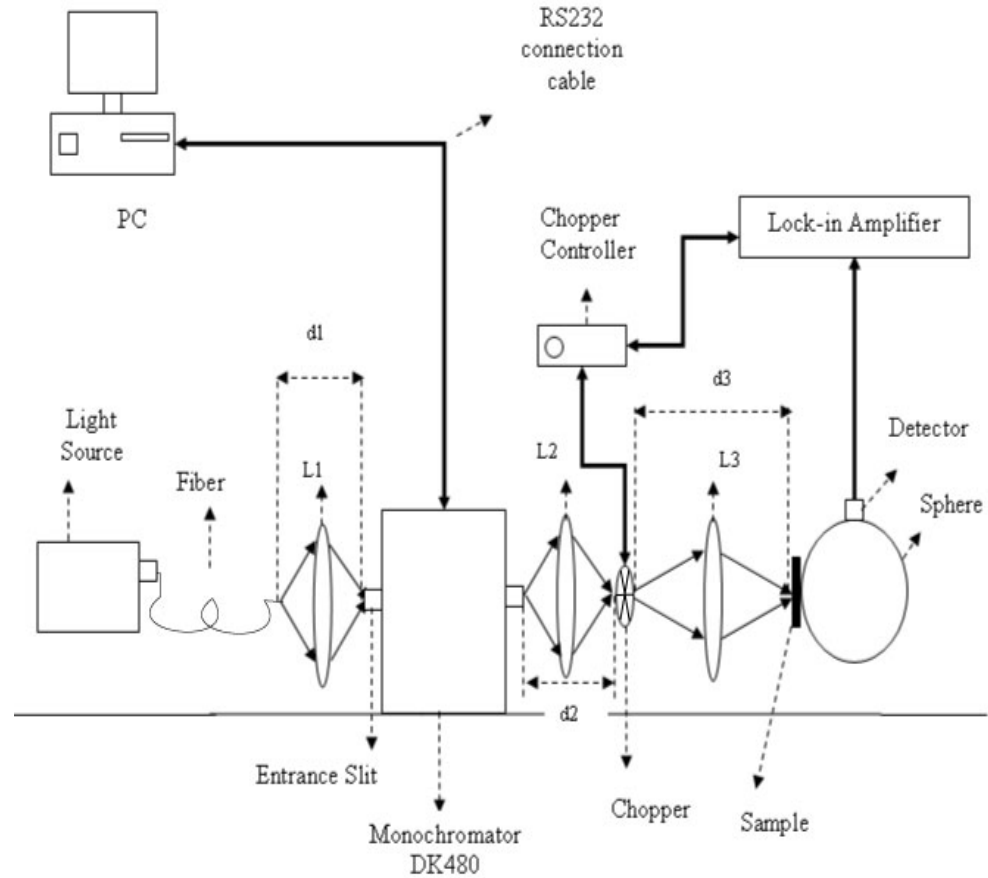 RS232
connection
cable
PC
Chopper
Controller
Lock-in Amplifier
d1
d3
Light
Source
Fiber
L1
L2
L3
Detector
Sphere
d2
Entrance Slit
Chopper
Sample
Monochromator
DK480